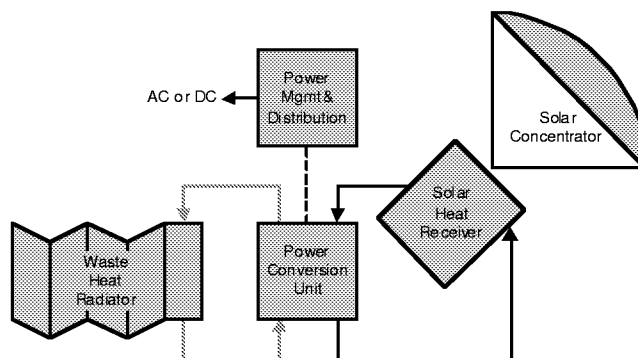 Power
Mgmt &
Distribution
AC or DC
Solar
Concentrator
Solar
Heat
Receiver
Power
Conversion
Unit
Waste
Heat
Radiator